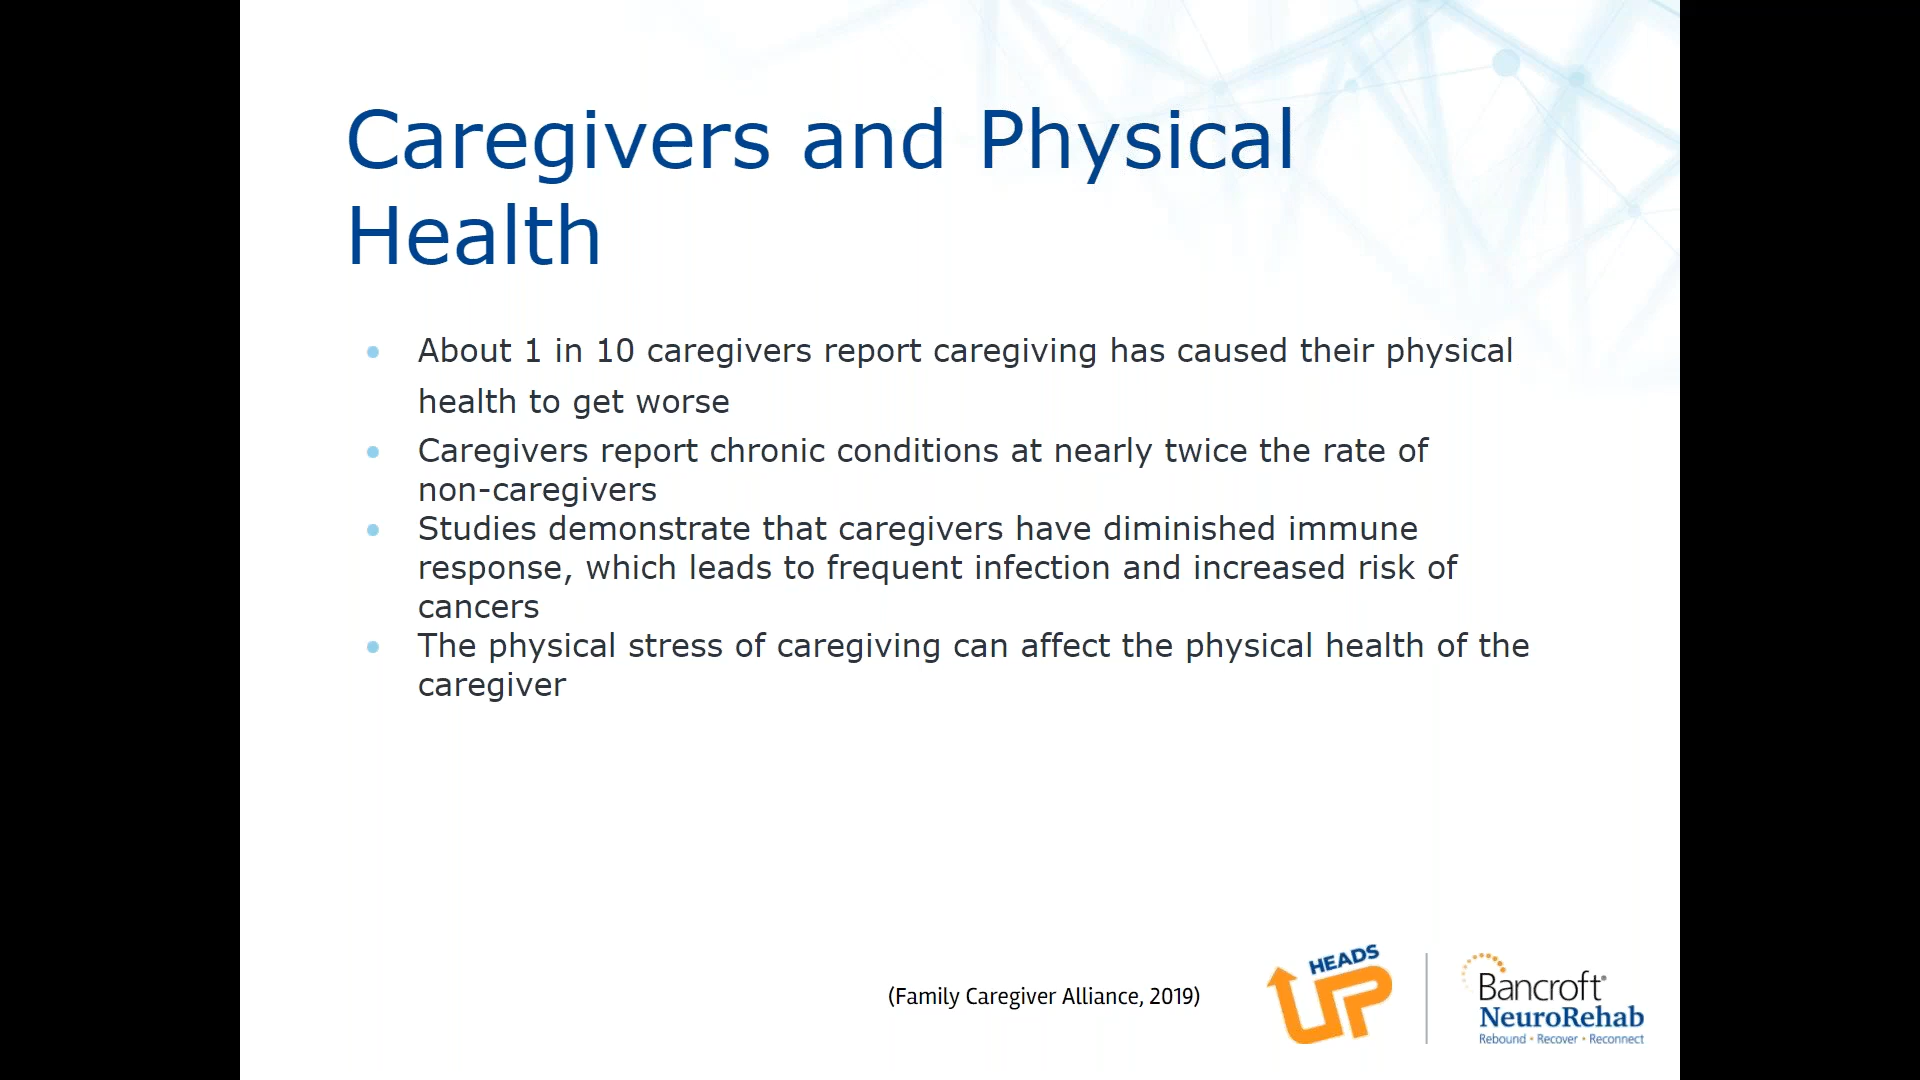 Caregivers and Physical
Health
• About 1 in 10 caregivers report caregiving has caused their physical
health to get worse
• Caregivers report chronic conditions at nearly twice the rate of
non-caregivers
• Studies demonstrate that caregivers have diminished immune
response, which leads to frequent infection and increased risk of
cancers
• The physical stress of caregiving can affect the physical health of the
caregiver
(Family Caregiver Alliance, 2019)
HEADS
UP
Bancroft®
NeuroRehab
Rebound • Recover • Reconnect